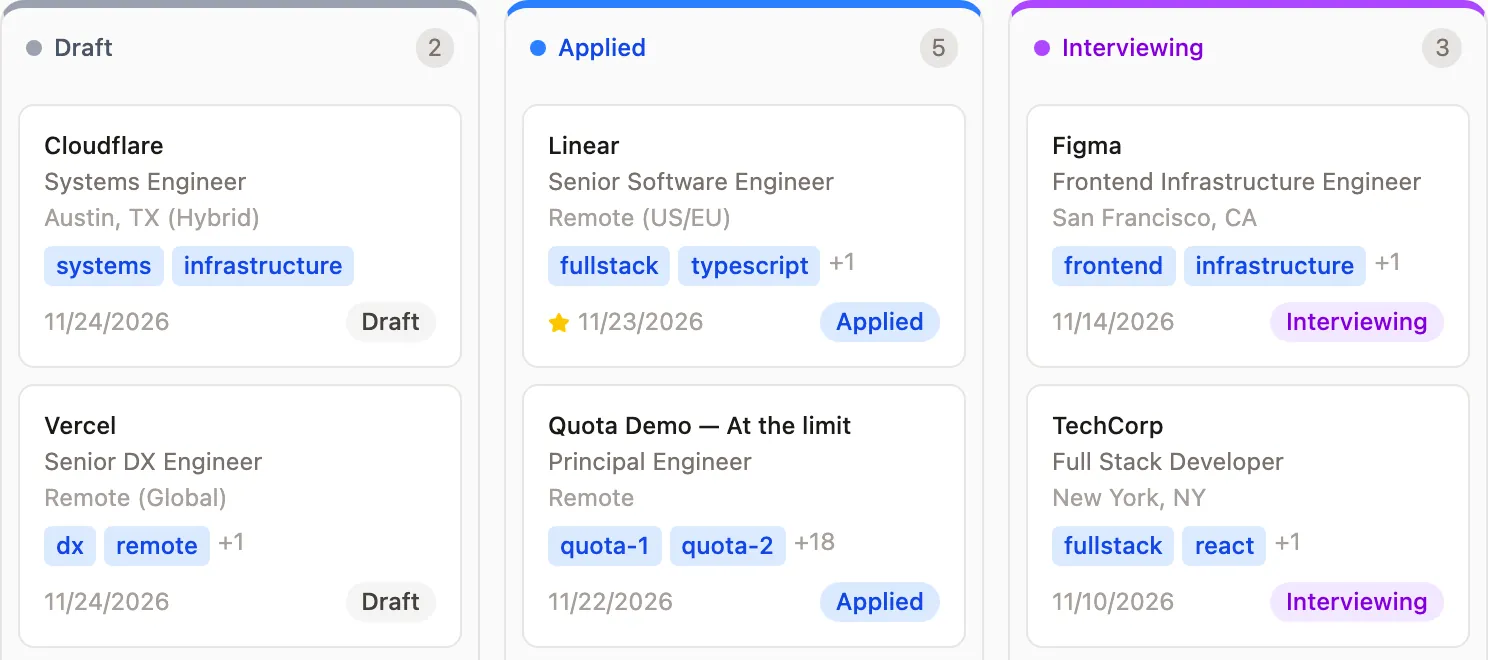 Draft 2
Cloudflare
Systems Engineer
Austin, TX (Hybrid)
systems infrastructure
11/24/2026 Draft
Vercel
Senior DX Engineer
Remote (Global)
dx remote +1
11/24/2026 Draft
Applied 5
Linear
Senior Software Engineer
Remote (US/EU)
fullstack typescript +1
11/23/2026 Applied
Quota Demo — At the limit
Principal Engineer
Remote
quota-1 quota-2 +18
11/22/2026 Applied
Interviewing 3
Figma
Frontend Infrastructure Engineer
San Francisco, CA
frontend infrastructure +1
11/14/2026 Interviewing
TechCorp
Full Stack Developer
New York, NY
fullstack react +1
11/10/2026 Interviewing